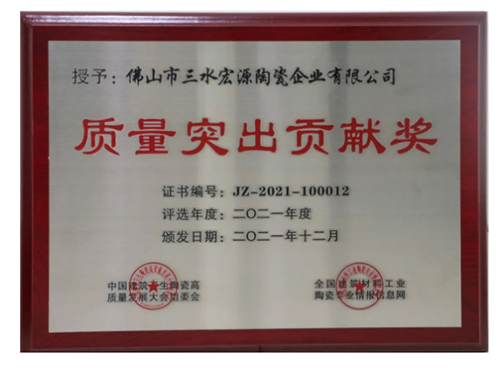 授予：佛山市三水宏源陶瓷企业有限公司
质量突出贡献奖
证书编号：JZ-2021-100012
评选年度：二〇二一年度
颁发日期：二〇二一年十二月
中国建筑卫生陶瓷高
质量发展大会组委会
全国建筑材料工业
陶瓷专业情报信息网